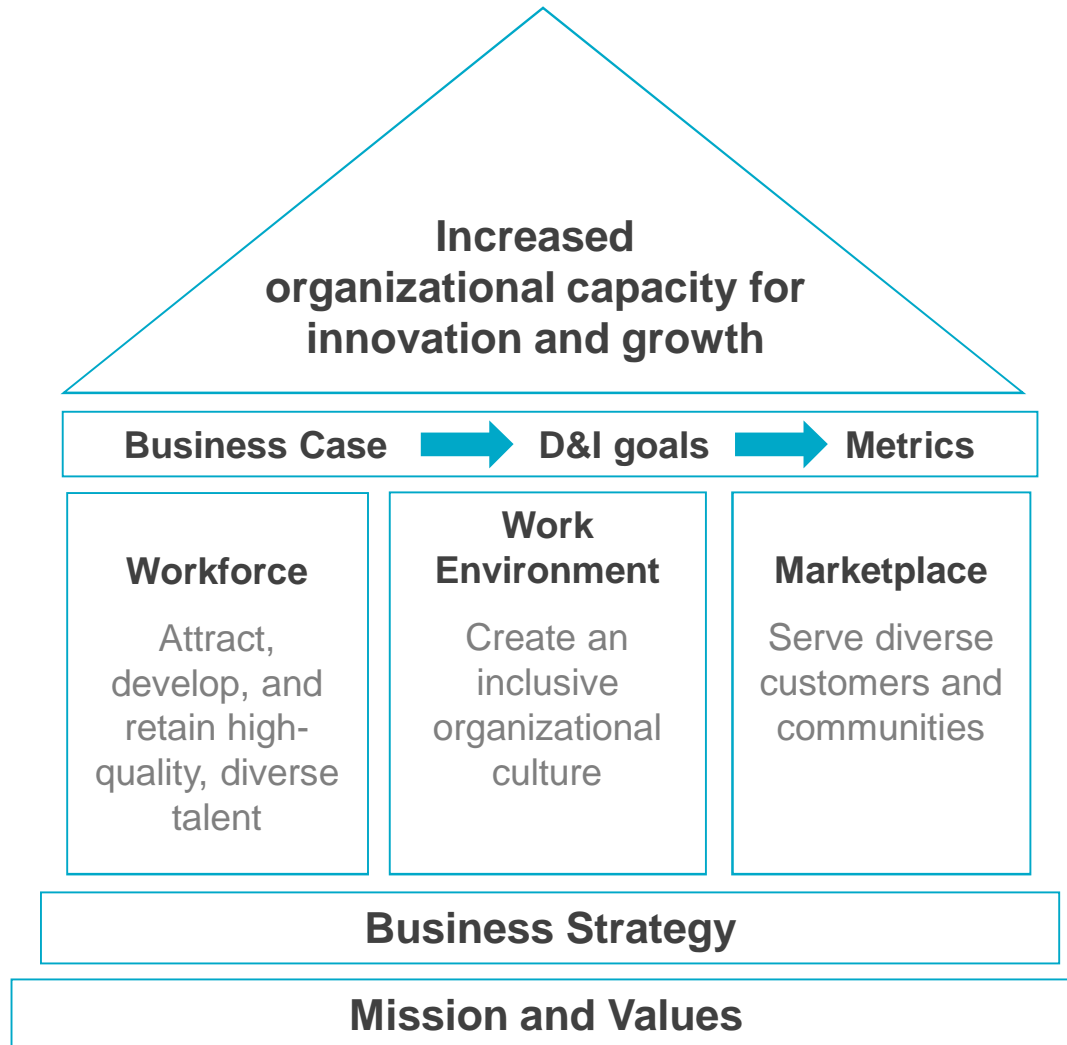 Increased
organizational capacity for
innovation and growth
Business Case D&I goals Metrics
Workforce
Attract,
develop, and
retain high-
quality, diverse
talent
Work
Environment
Create an
inclusive
organizational
culture
Marketplace
Serve diverse
customers and
communities
Business Strategy
Mission and Values